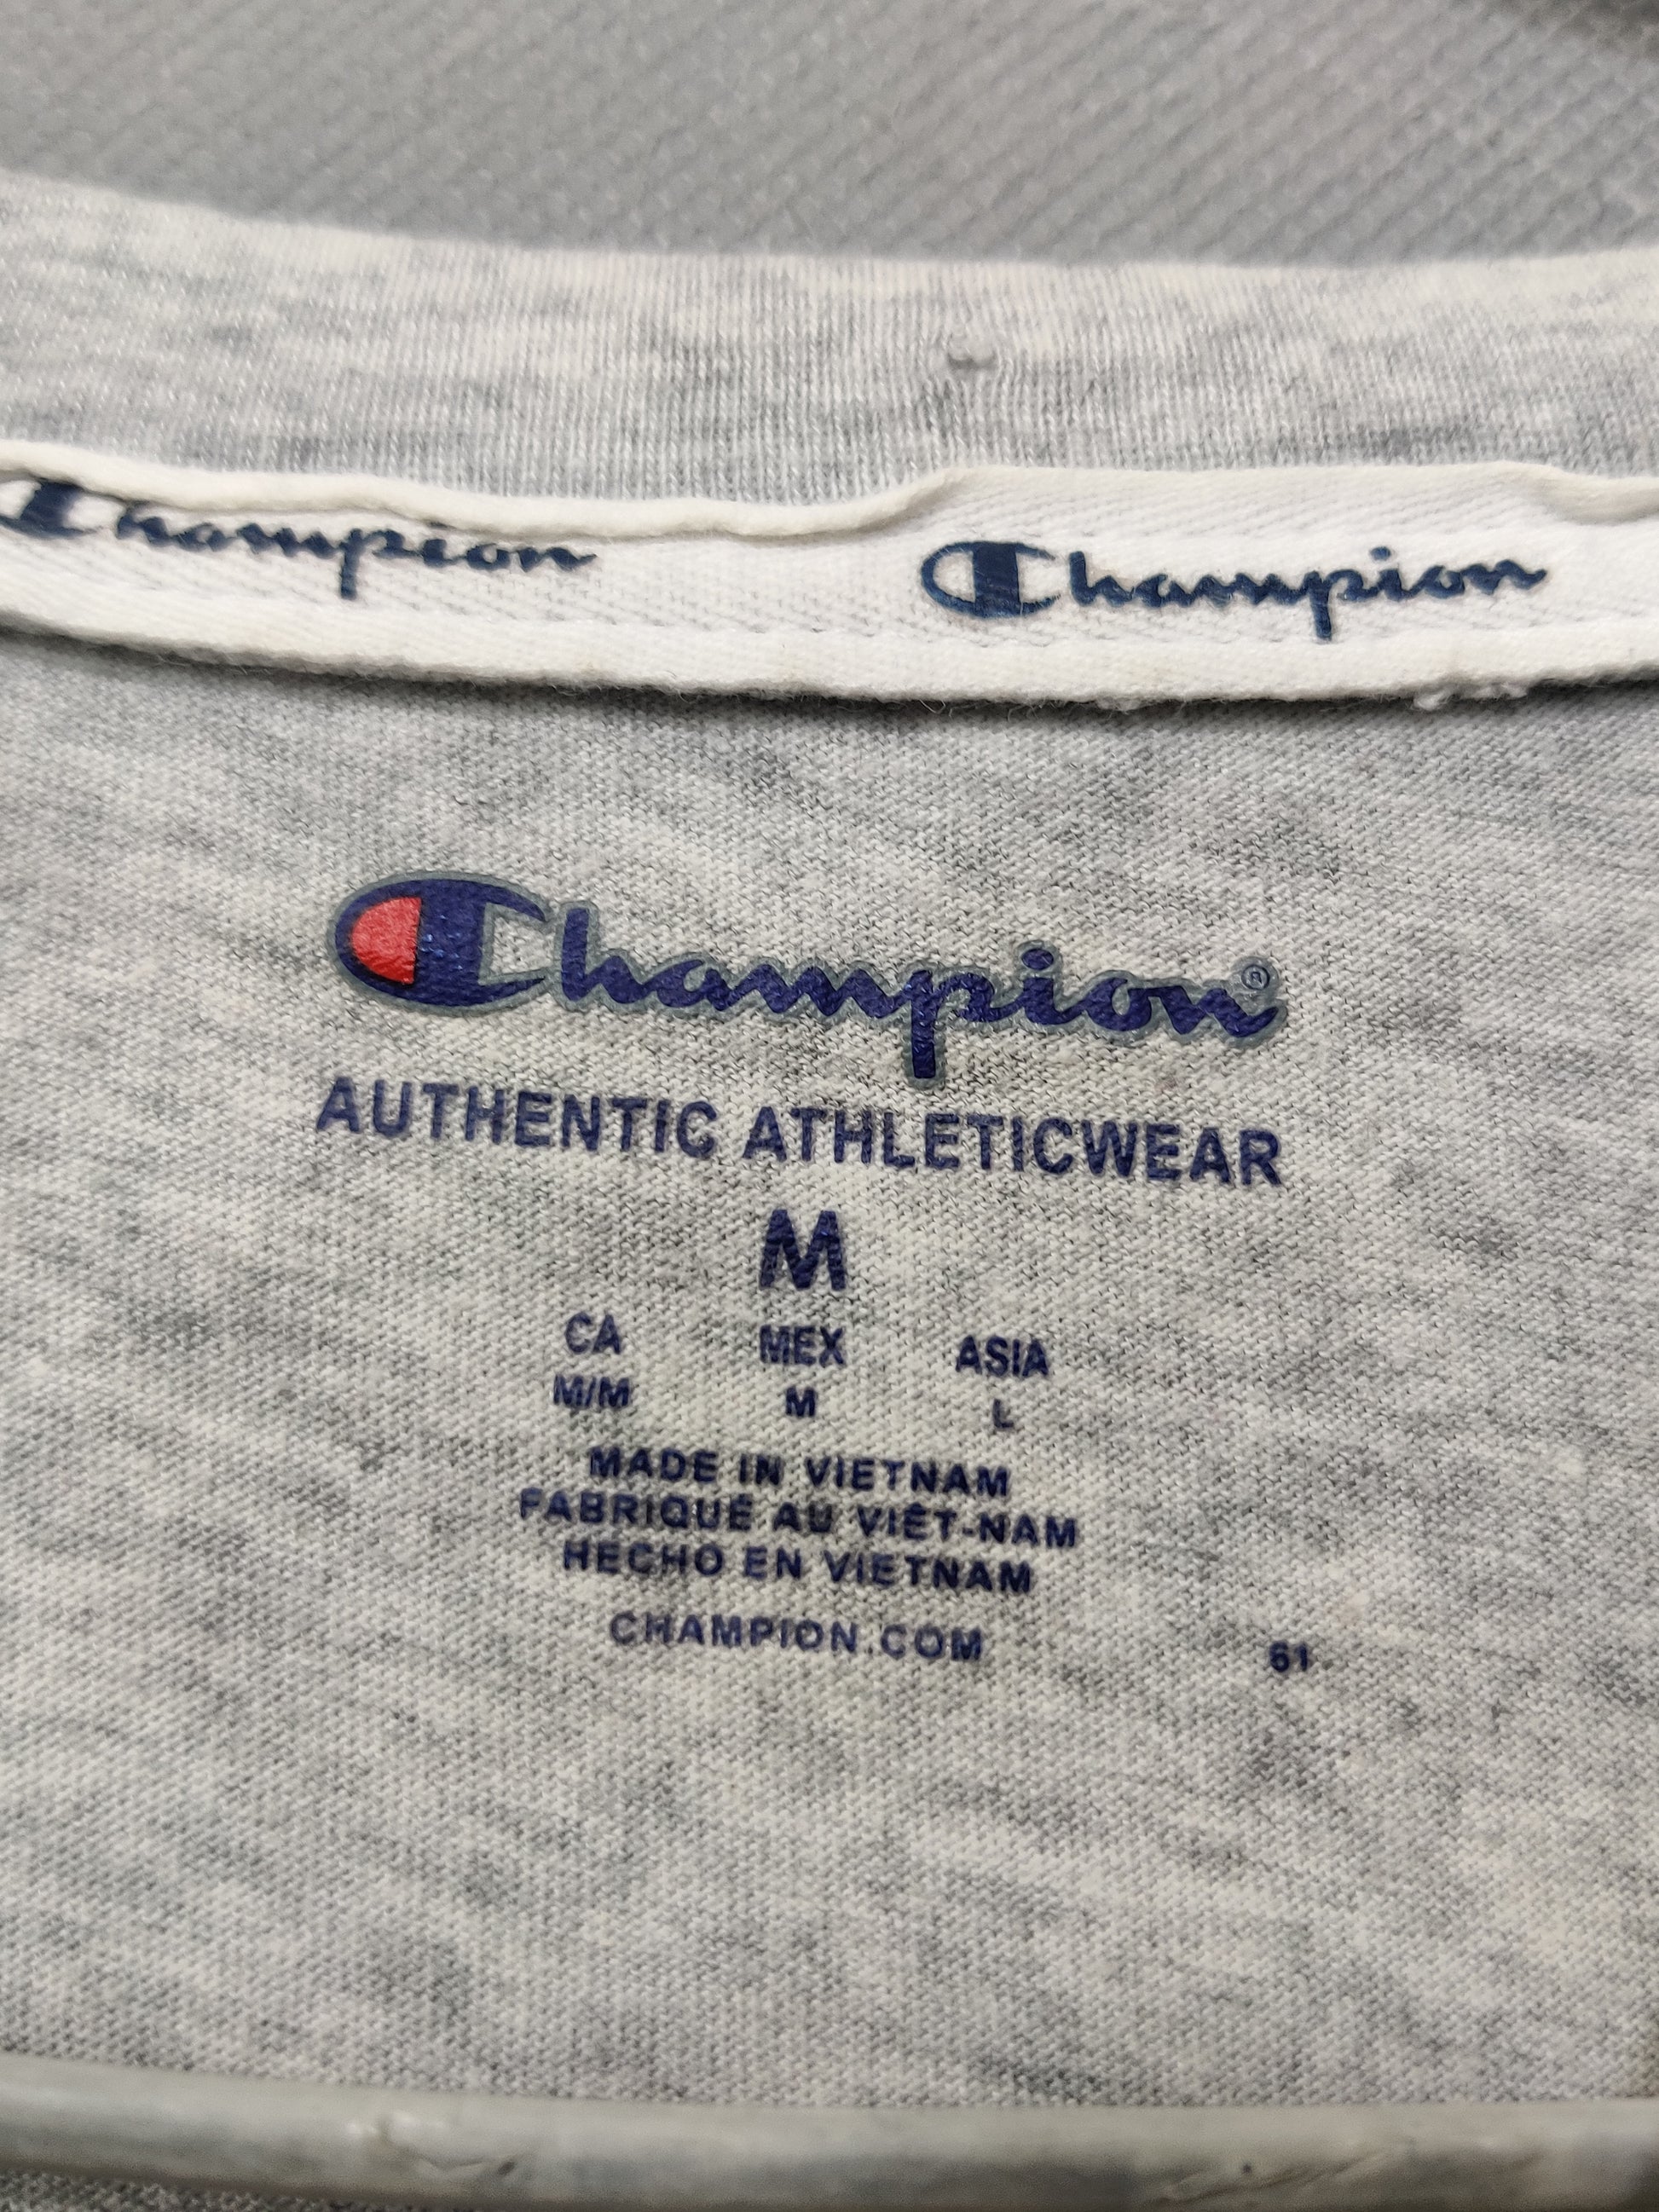 Champion Champion
Champion®
AUTHENTIC ATHLETICWEAR
M
CA MEX ASIA
M/M M L
MADE IN VIETNAM
FABRIQUÉ AU VIÊT-NAM
HECHO EN VIETNAM
CHAMPION.COM 61